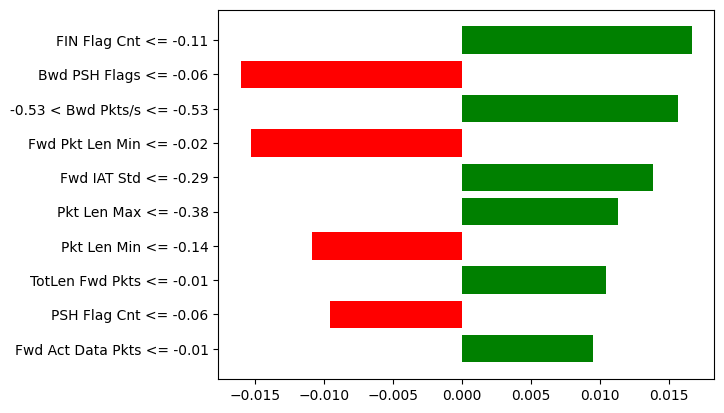 FIN Flag Cnt <= -0.11
Bwd PSH Flags <= -0.06
-0.53 < Bwd Pkts/s <= -0.53
Fwd Pkt Len Min <= -0.02
Fwd IAT Std <= -0.29
Pkt Len Max <= -0.38
Pkt Len Min <= -0.14
TotLen Fwd Pkts <= -0.01
PSH Flag Cnt <= -0.06
Fwd Act Data Pkts <= -0.01
−0.015 −0.010 −0.005 0.000 0.005 0.010 0.015